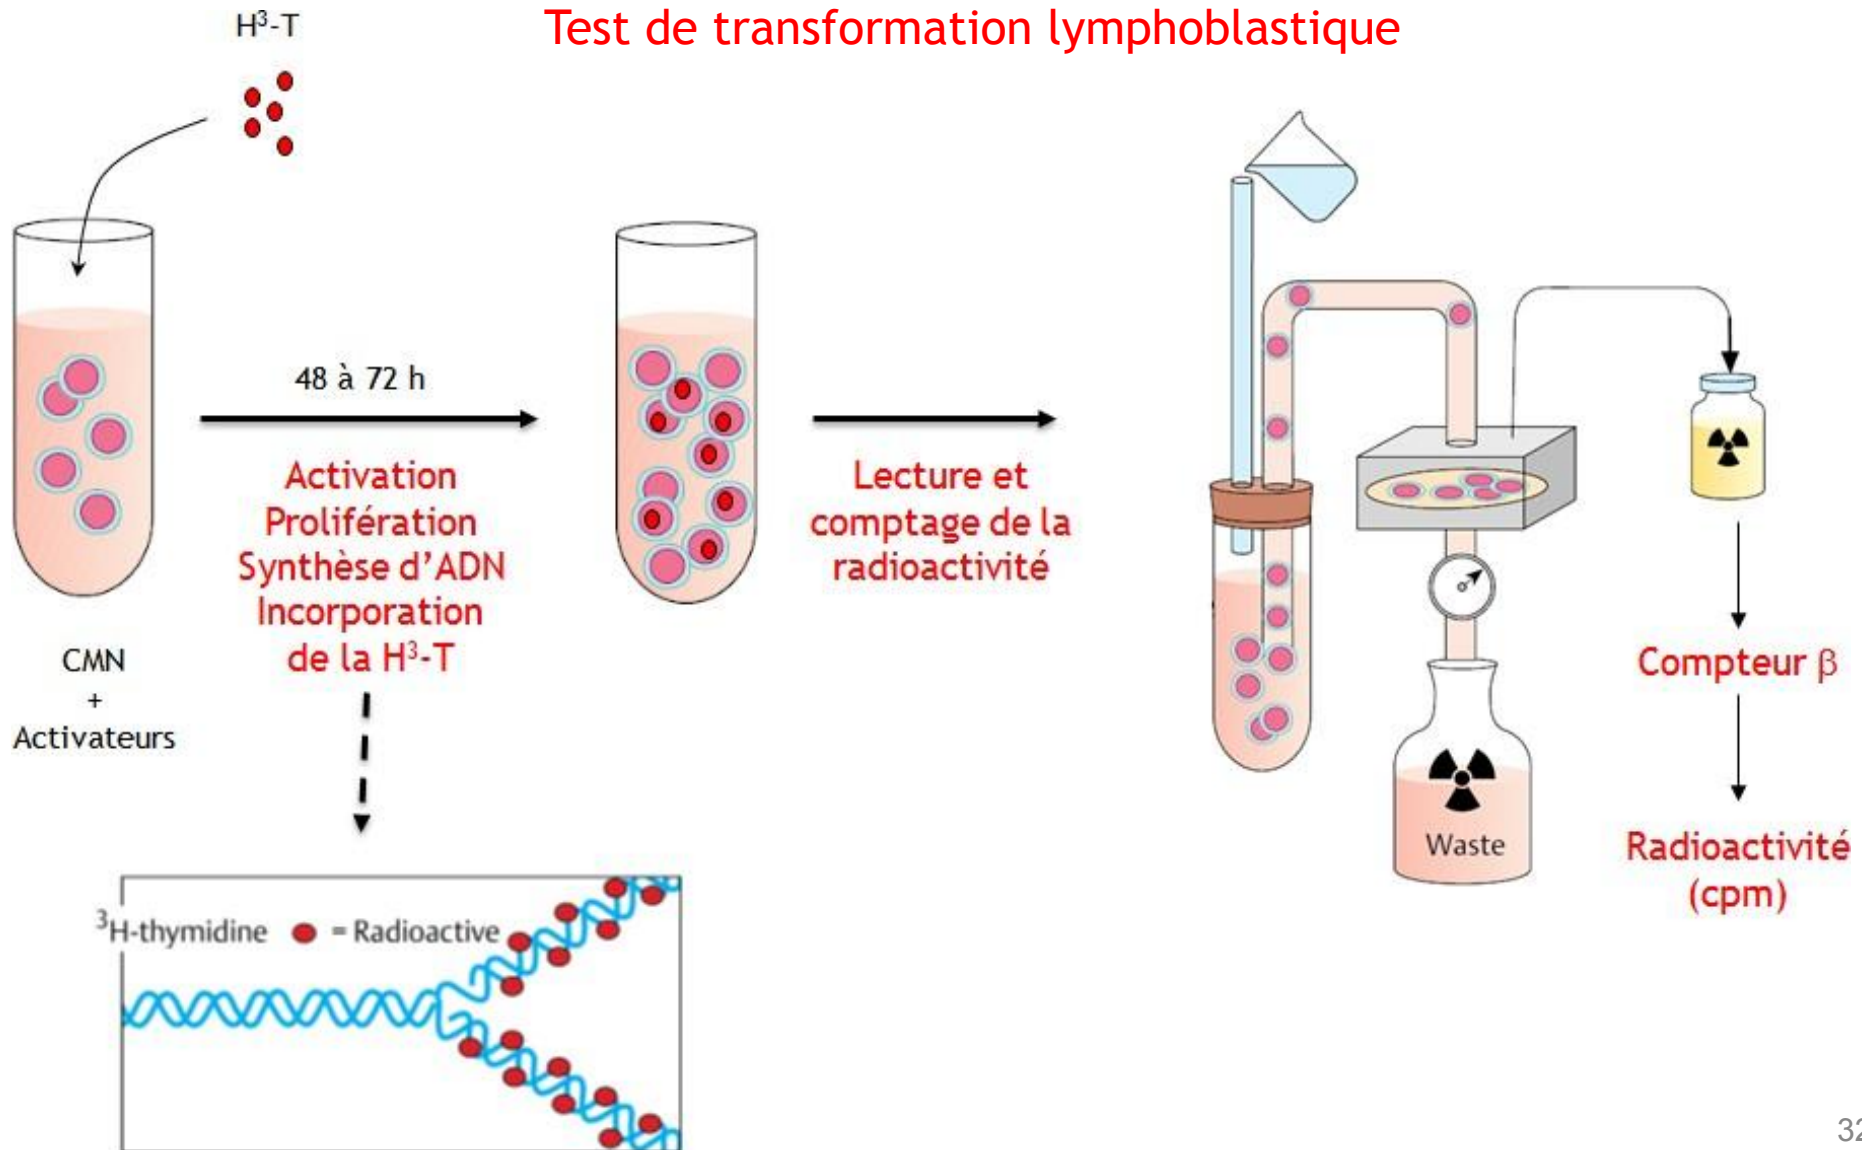 H³-T
Test de transformation lymphoblastique
48 à 72 h
Activation
Prolifération
Synthèse d'ADN
Incorporation
de la H³-T
CMN
+
Activateurs
Lecture et
comptage de la
radioactivité
Compteur β
Radioactivité
(cpm)
Waste
³H-thymidine = Radioactive
32